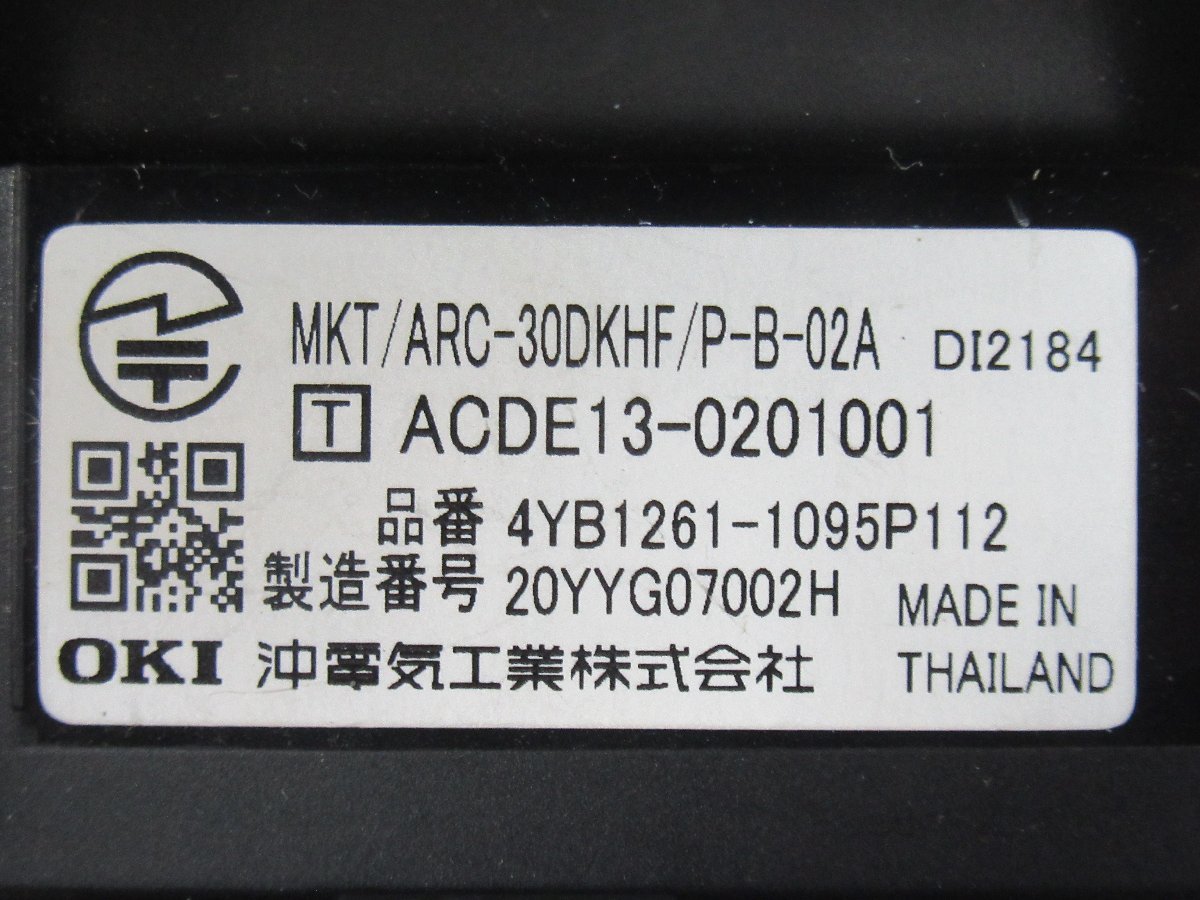 MKT/ARC-30DKHF/P-B-02A DI2184
T ACDE13-0201001
品番 4YB1261-1095P112
製造番号 20YYG07002H MADE IN
OKI 沖電気工業株式会社 THAILAND